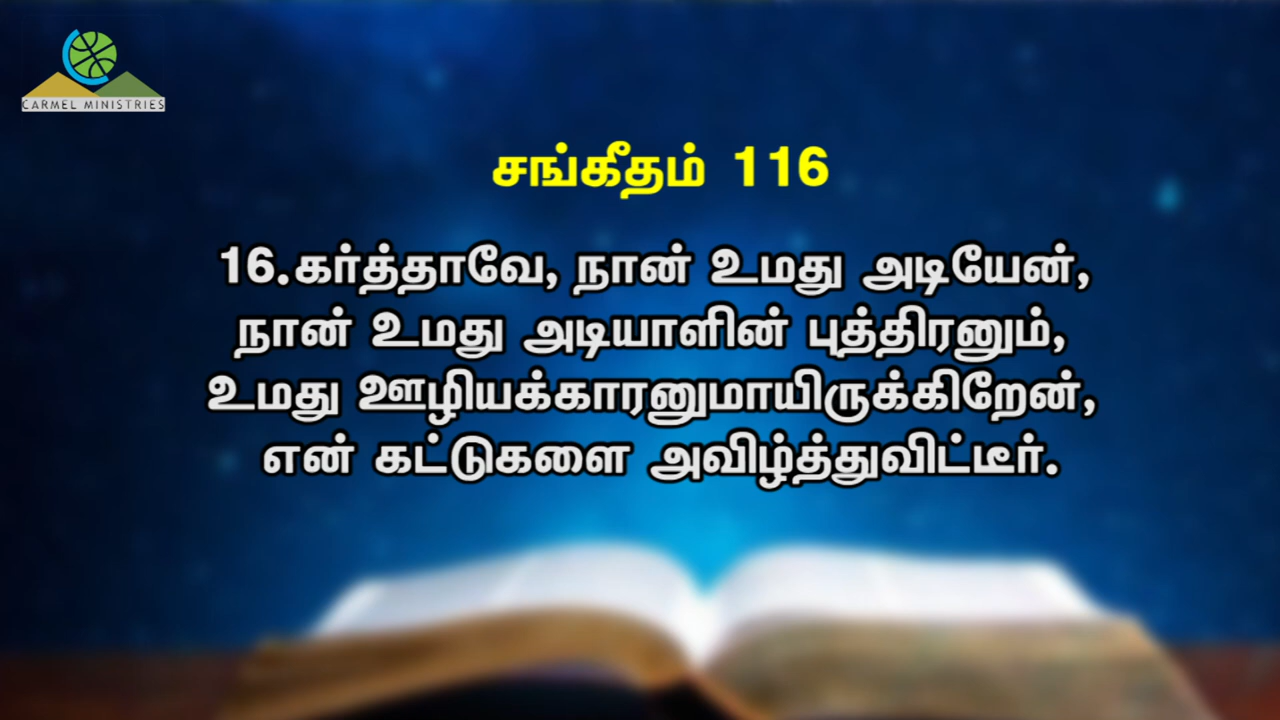 CARMEL MINISTRIES
சங்கீதம் 116
16.கர்த்தாவே, நான் உமது அடியேன்,
நான் உமது அடியாளின் புத்திரனும்,
உமது ஊழியக்காரனுமாயிருக்கிறேன்,
என் கட்டுகளை அவிழ்த்துவிட்டீர்.